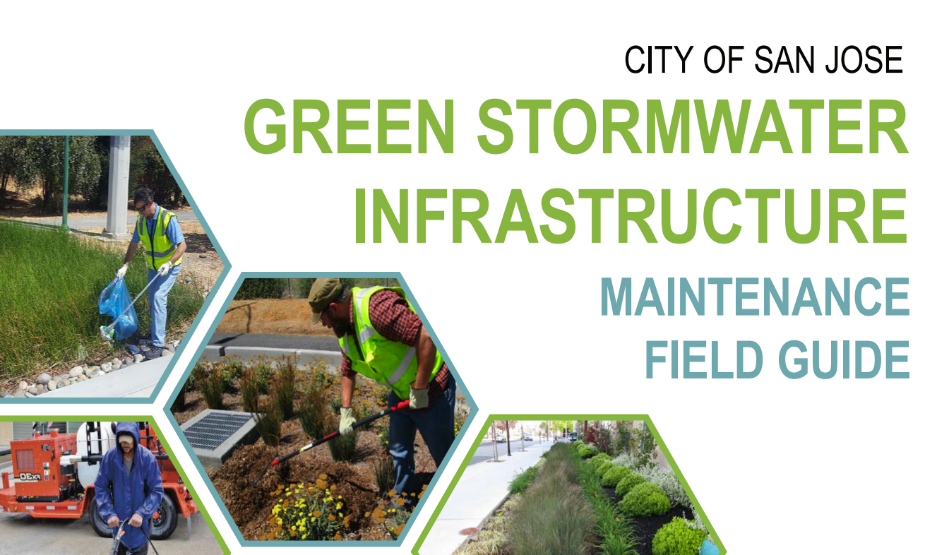 CITY OF SAN JOSE
GREEN STORMWATER
INFRASTRUCTURE
MAINTENANCE
FIELD GUIDE